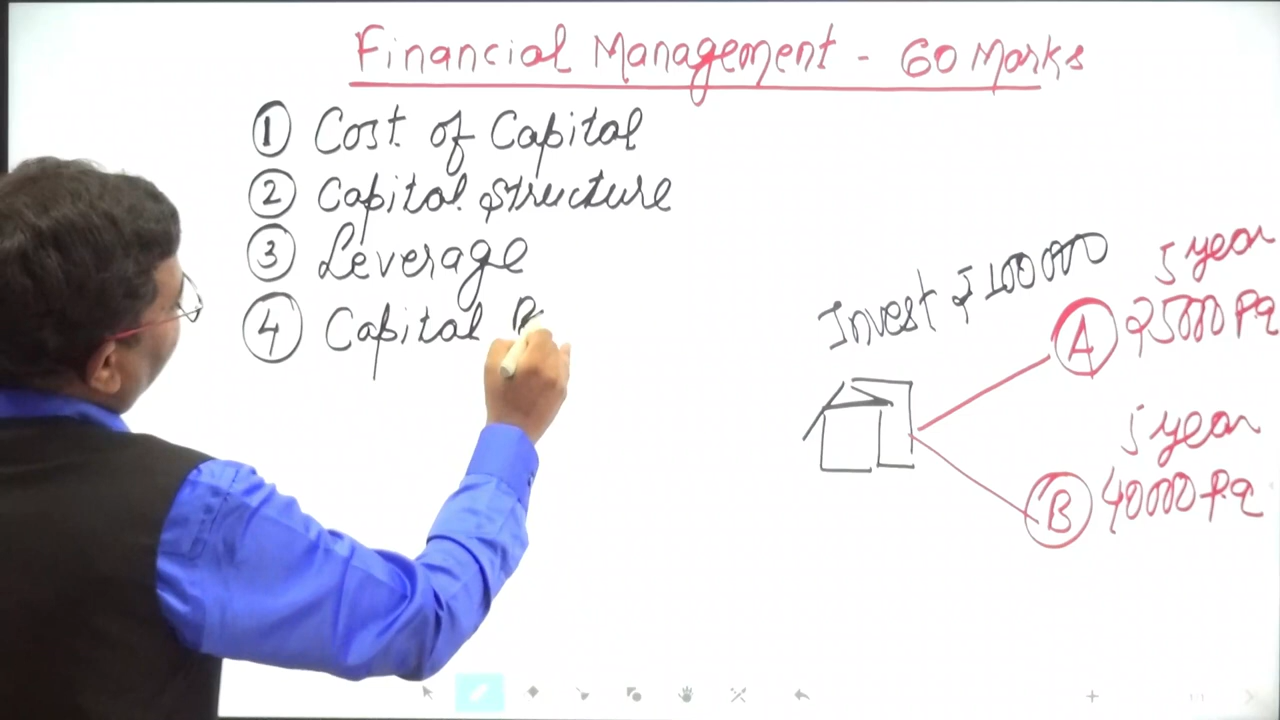 Financial Management - 60 Marks
① Cost of Capital
② Capital Structure
③ Leverage
④ Capital B
Invest ₹ 100000
5 year
A 25000 Pa
5 year
B 40000 Pa